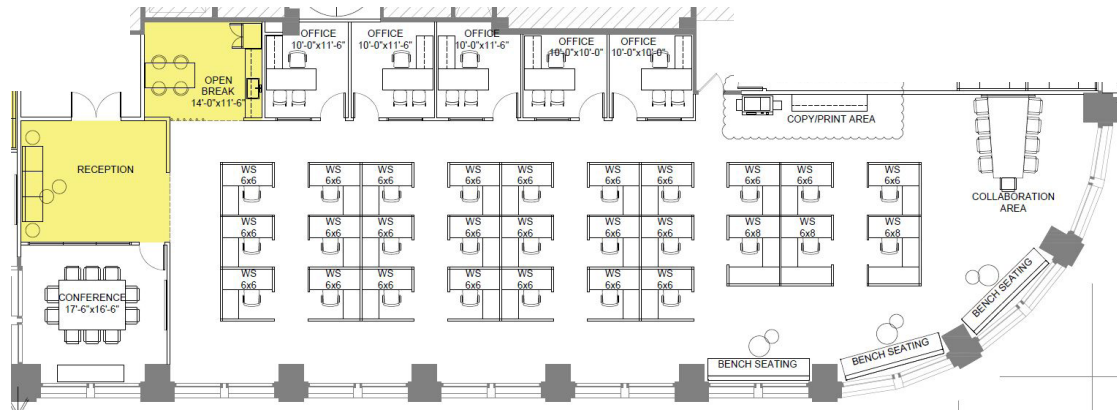 OFFICE
10'-0"x11'-6"
OFFICE
10'-0"x11'-6"
OFFICE
10'-0"x11'-6"
OFFICE
10'-0"x10'-0"
OFFICE
10'-0"x10'-0"
OPEN
BREAK
14'-0"x11'-6"
COPY/PRINT AREA
RECEPTION
WS
6x6
WS
6x6
WS
6x6
WS
6x6
WS
6x6
WS
6x6
WS
6x6
WS
6x6
WS
6x6
WS
6x6
COLLABORATION
AREA
WS
6x6
WS
6x6
WS
6x6
WS
6x6
WS
6x6
WS
6x6
WS
6x6
WS
6x8
WS
6x8
WS
6x8
WS
6x6
WS
6x6
WS
6x6
WS
6x6
WS
6x6
WS
6x6
WS
6x6
CONFERENCE
17'-6"x16'-6"
BENCH SEATING
BENCH SEATING
BENCH SEATING